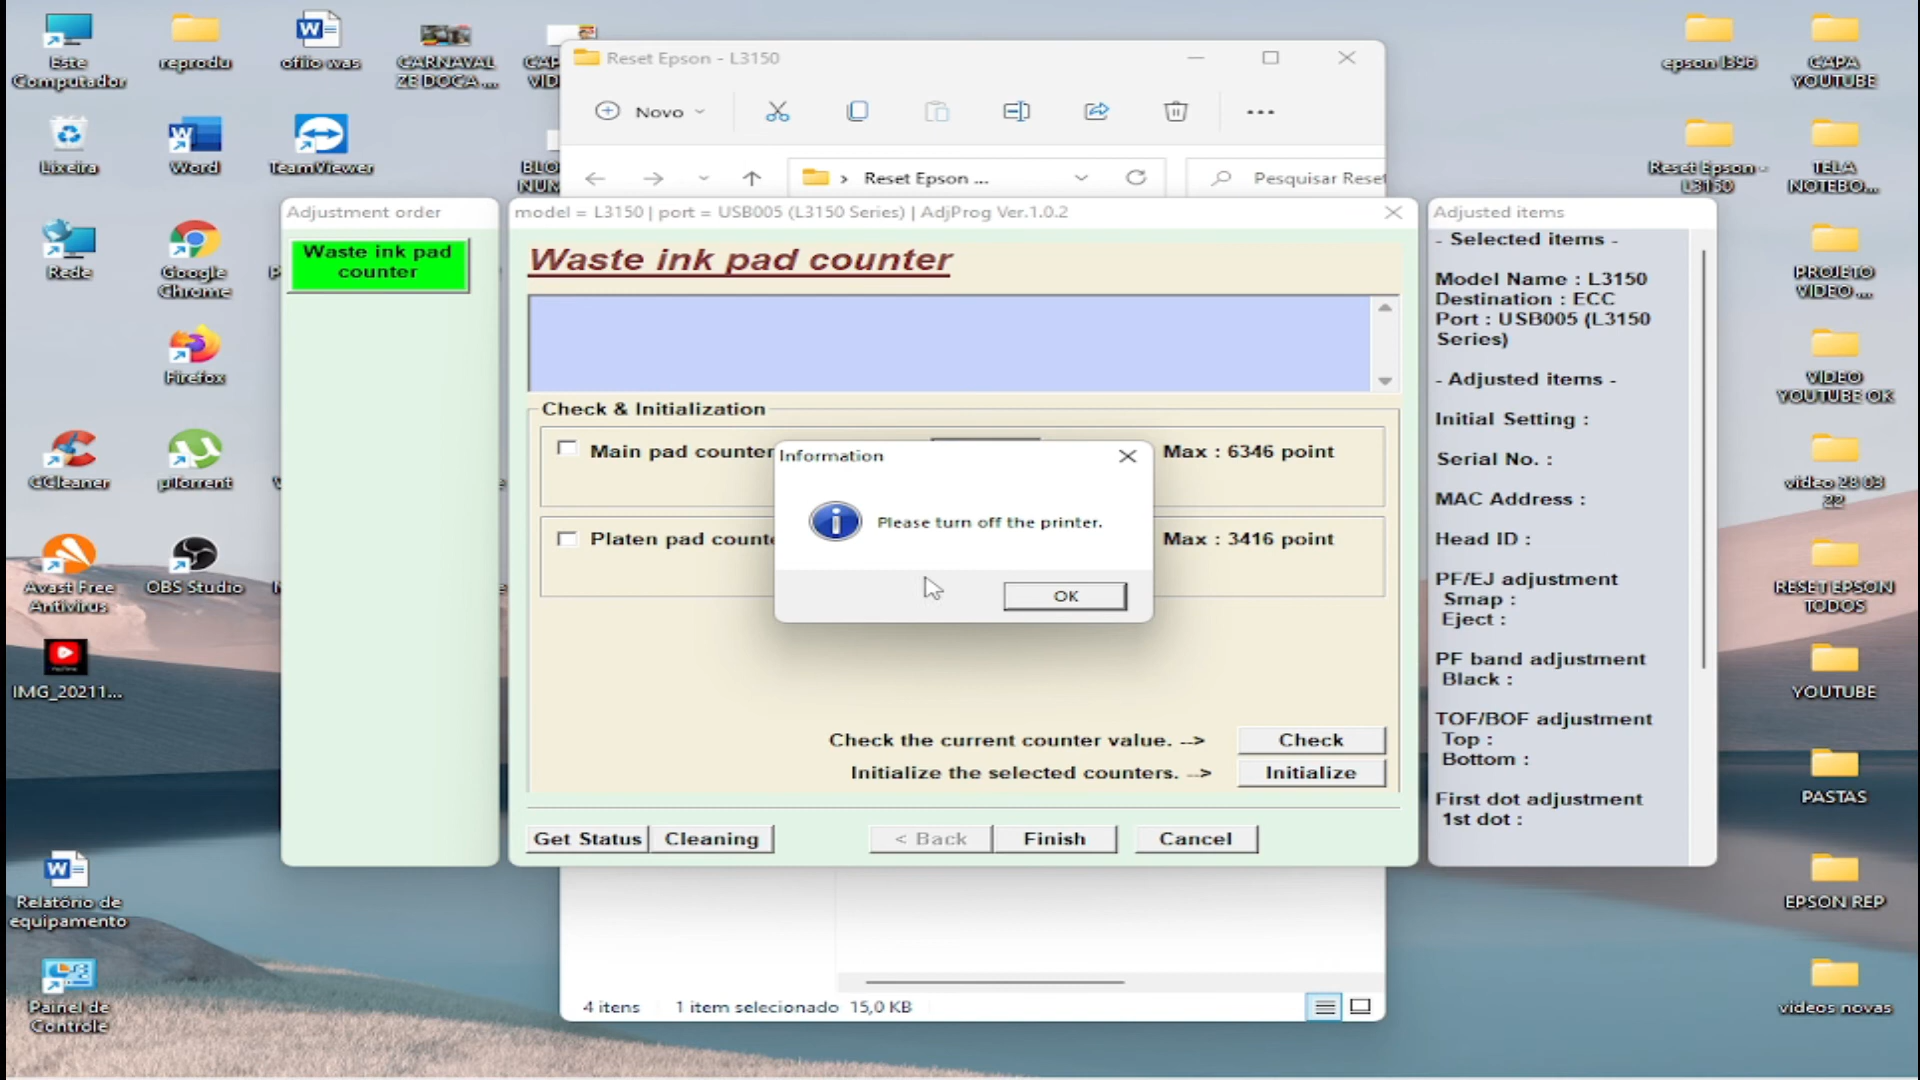 Este
Computador
reprodu
ofiio was
CARNAVAL
ZE DOCA ...
epson l396
CAPA
YOUTUBE
Reset Epson - L3150
Novo
Lixeira
Word
TeamViewer
Reset Epson ...
Pesquisar Reset
Reset Epson -
L3150
TELA
NOTEBO...
Adjustment order
Waste ink pad
counter
Rede
Google
Chrome
Firefox
CCleaner
µTorrent
Avast Free
Antivirus
OBS Studio
IMG_20211...
Relatório de
equipamento
Painel de
Controle
model = L3150 | port = USB005 (L3150 Series) | AdjProg Ver.1.0.2
Waste ink pad counter
Check & Initialization
Main pad counter
Max : 6346 point
Platen pad counte
Max : 3416 point
Information
Please turn off the printer.
OK
Check the current counter value. -->
Check
Initialize the selected counters. -->
Initialize
Get Status
Cleaning
< Back
Finish
Cancel
4 itens
1 item selecionado
15,0 KB
Adjusted items
- Selected items -
Model Name : L3150
Destination : ECC
Port : USB005 (L3150
Series)
- Adjusted items -
Initial Setting :
Serial No. :
MAC Address :
Head ID :
PF/EJ adjustment
Smap :
Eject :
PF band adjustment
Black :
TOF/BOF adjustment
Top :
Bottom :
First dot adjustment
1st dot :
PROJETO
VIDEO ...
VIDEO
YOUTUBE OK
video 28 03
22
RESET EPSON
TODOS
YOUTUBE
PASTAS
EPSON REP
videos novas